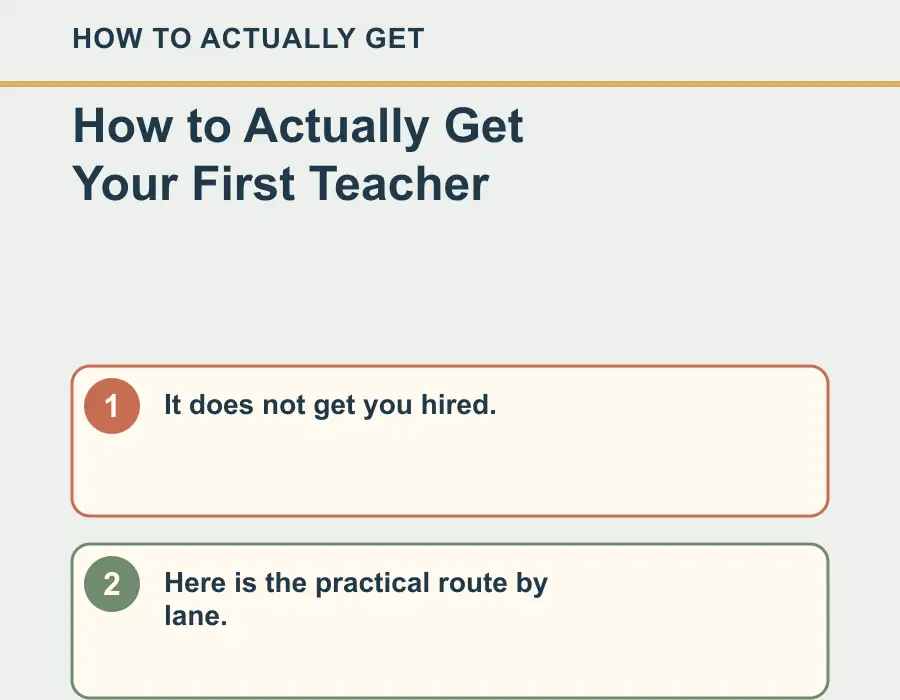 HOW TO ACTUALLY GET
How to Actually Get
Your First Teacher
1
It does not get you hired.
2
Here is the practical route by
lane.